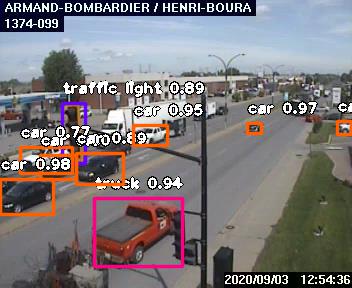 ARMAND-BOMBARDIER / HENRI-BOURA
1374-099
traffic light 0.89
car 0.95
car 0.97
car
car 0.77
car 0.89
car 0.98
truck 0.94
2020/09/03 12:54:36